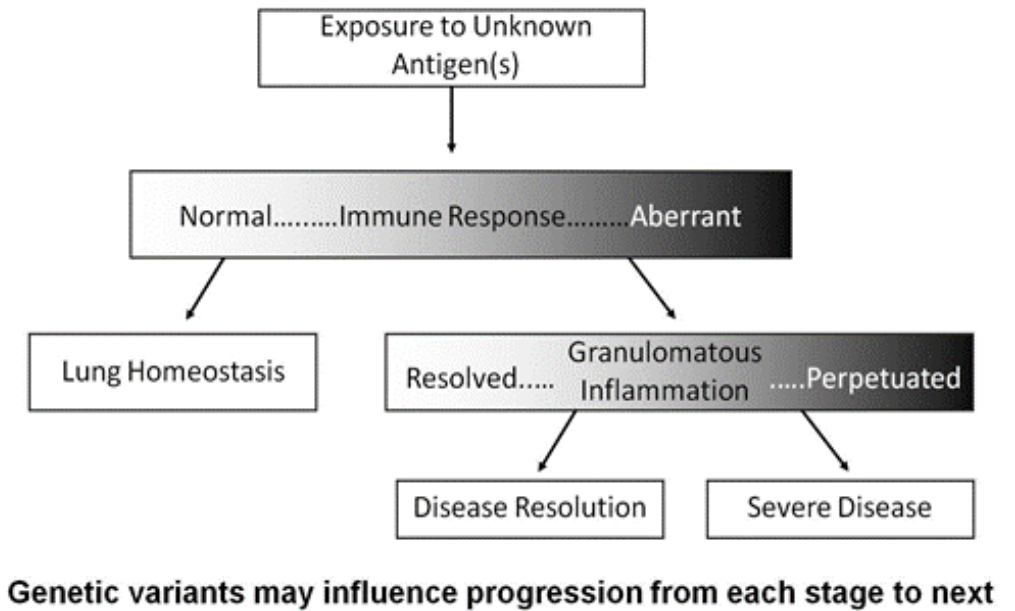 Exposure to Unknown
Antigen(s)
Normal.........Immune Response.........Aberrant
Lung Homeostasis
Granulomatous
Resolved..... Inflammation .....Perpetuated
Disease Resolution
Severe Disease
Genetic variants may influence progression from each stage to next